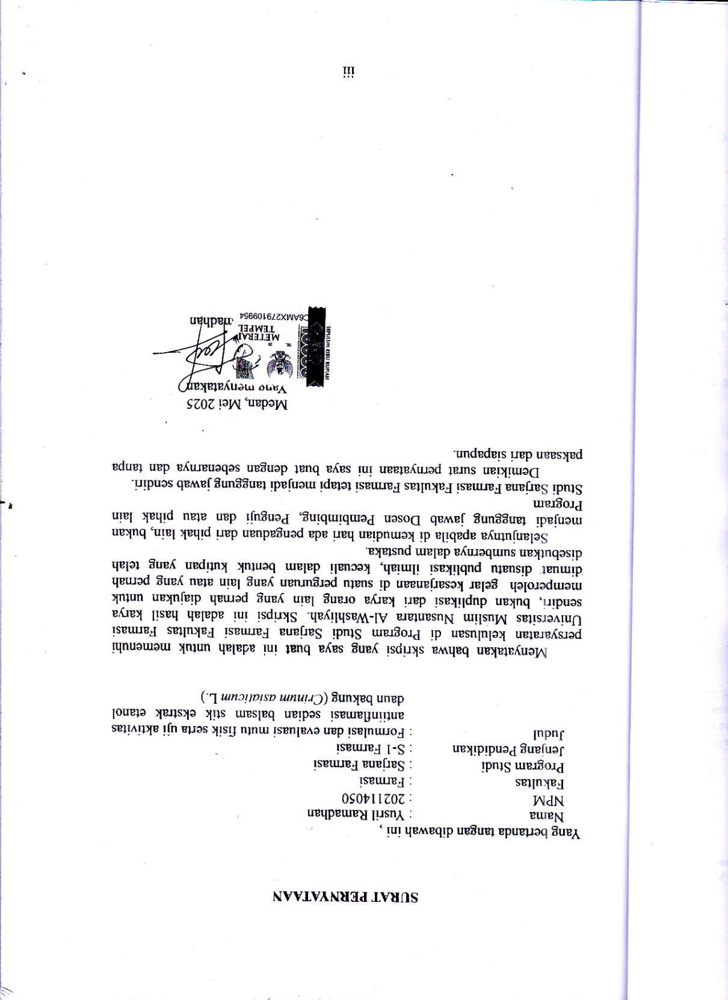 SURAT PERNYATAAN
Yang bertanda tangan dibawah ini ,
Nama : Yusril Ramadhan
NPM : 202114050
Fakultas : Farmasi
Program Studi : Sarjana Farmasi
Jenjang Pendidikan : S-1 Farmasi
Judul : Formulasi dan evaluasi mutu fisik serta uji aktivitas
antiinflamasi sedian balsam stik ekstrak etanol
daun bakung (Crinum asiaticum L.)
Menyatakan bahwa skripsi yang saya buat ini adalah untuk memenuhi
persyaratan kelulusan di Program Studi Sarjana Farmasi Fakultas Farmasi
Universitas Muslim Nusantara Al-Washliyah. Skripsi ini adalah hasil karya
sendiri, bukan duplikasi dari karya orang lain yang pernah diajukan untuk
memperoleh gelar kesarjanaan di suatu perguruan yang lain atau yang pernah
dimuat disuatu publikasi ilmiah, kecuali dalam bentuk kutipan yang telah
disebutkan sumbernya dalam pustaka.
Selanjutnya apabila di kemudian hari ada pengaduan dari pihak lain, bukan
menjadi tanggung jawab Dosen Pembimbing, Penguji dan atau pihak lain
Program
Studi Sarjana Farmasi Fakultas Farmasi tetapi menjadi tanggung jawab sendiri.
Demikian surat pernyataan ini saya buat dengan sebenarnya dan tanpa
paksaan dari siapapun.
Medan, Mei 2025
Yang menyatakan
SEPULUH RIBU RUPIAH
TGL. 20
METERAI
TEMPEL
C6AMX279109954
madhan
iii